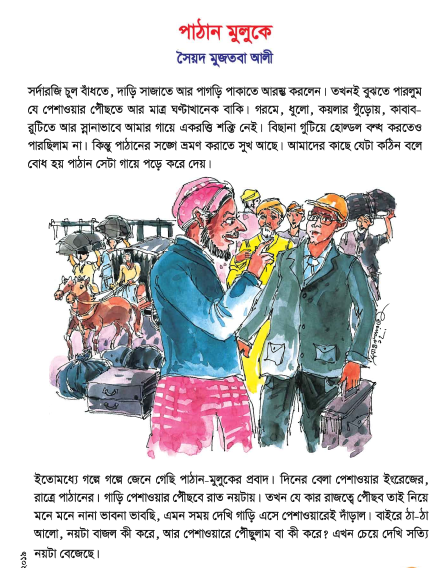 পাঠান মুলুকে
সৈয়দ মুজতবা আলী
সর্দারজি চুল বাঁধতে, দাড়ি সাজাতে আর পাগড়ি পাকাতে আরম্ভ করলেন। তখনই বুঝতে পারলুম
যে পেশাওয়ার পৌঁছতে আর মাত্র ঘণ্টাখানেক বাকি। গরমে, ধুলো, কয়লার গুঁড়োয়, কাবাব-
রুটিতে আর স্নানাভাবে আমার গায়ে একরত্তি শক্তি নেই। বিছানা গুটিয়ে হোল্ডল বন্ধ করতেও
পারছিলাম না। কিন্তু পাঠানের সঙ্গে ভ্রমণ করাতে সুখ আছে। আমাদের কাছে যেটা কঠিন বলে
বোধ হয় পাঠান সেটা গায়ে পড়ে করে দেয়।
ইতোমধ্যে গল্পে গল্পে জেনে গেছি পাঠান-মুলুকের প্রবাদ। দিনের বেলা পেশাওয়ার ইংরেজের,
রাত্রে পাঠানের। গাড়ি পেশাওয়ার পৌঁছবে রাত নয়টায়। তখন যে কার রাজত্বে পৌঁছব তাই নিয়ে
মনে মনে নানা ভাবনা ভাবছি, এমন সময় দেখি গাড়ি এসে পেশাওয়ারেই দাঁড়াল। বাইরে ঠা-ঠা
আলো, নয়টা বাজল কী করে, আর পেশাওয়ারে পৌঁছুলাম বা কী করে? এখন চেয়ে দেখি সত্যি
নয়টা বেজেছে।
২০১৯